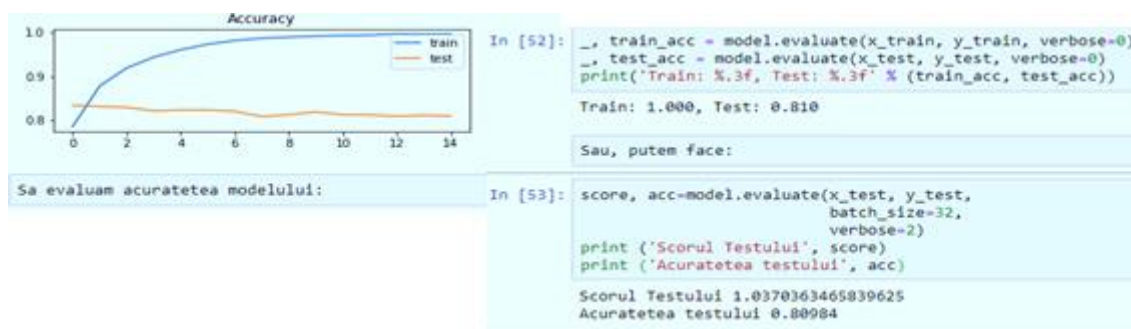 Accuracy
1.0
0.9
0.8
train
test
0 2 4 6 8 10 12 14
Sa evaluam acuratetea modelului:
In [52]: _, train_acc = model.evaluate(x_train, y_train, verbose=0)
_, test_acc = model.evaluate(x_test, y_test, verbose=0)
print('Train: %.3f, Test: %.3f' % (train_acc, test_acc))
Train: 1.000, Test: 0.810
Sau, putem face:
In [53]: score, acc=model.evaluate(x_test, y_test,
batch_size=32,
verbose=2)
print ('Scorul Testului', score)
print ('Acuratetea testului', acc)
Scorul Testului 1.0370363465839625
Acuratetea testului 0.80984